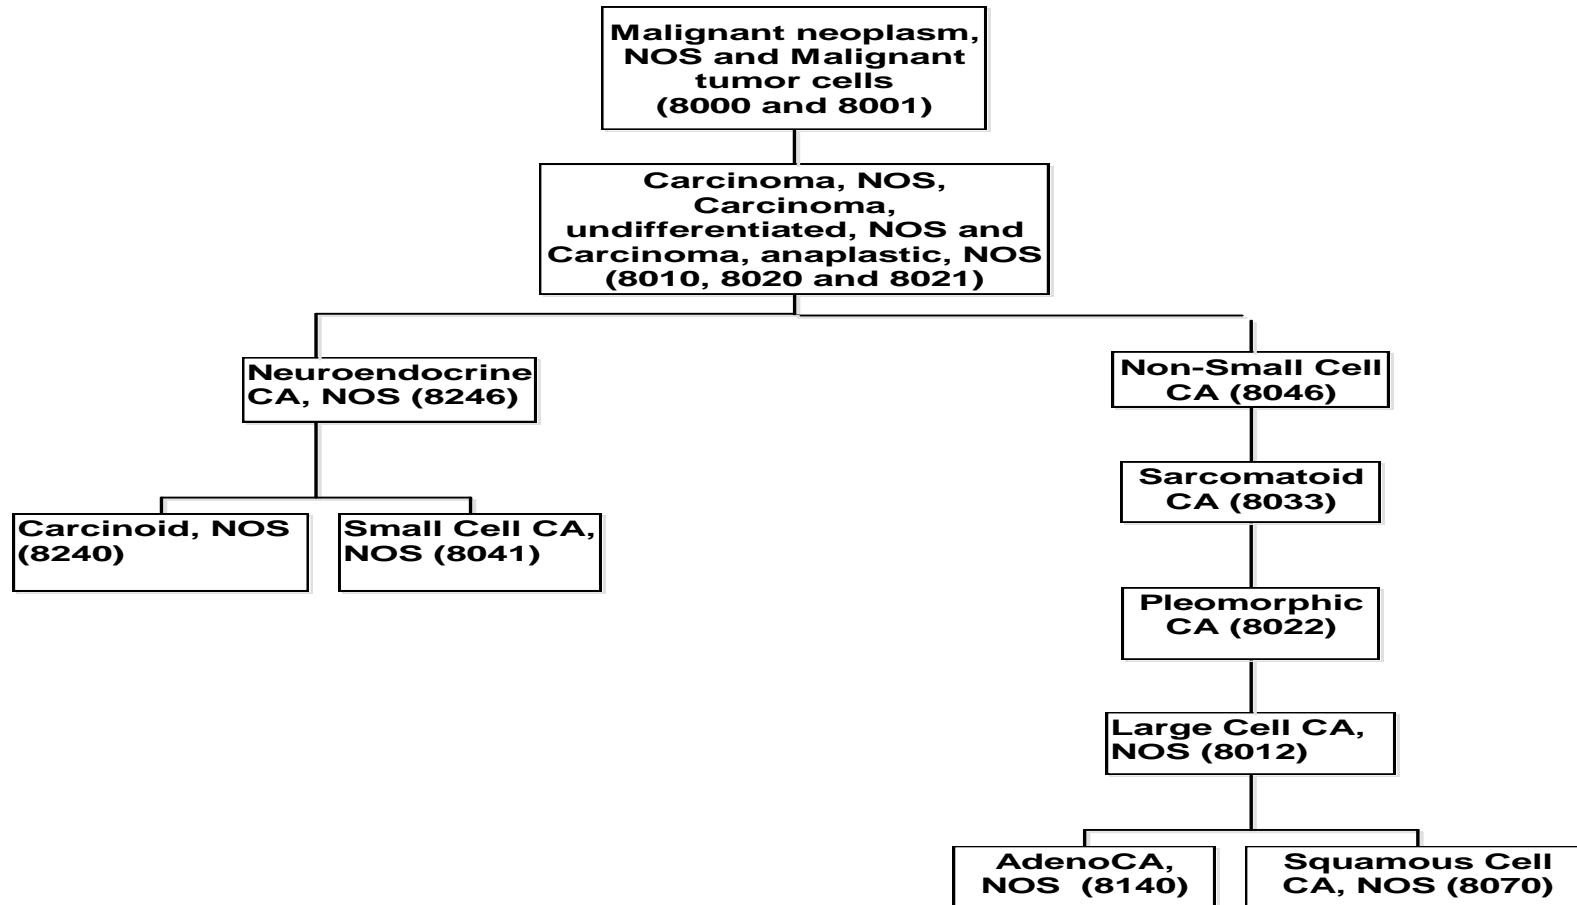 Malignant neoplasm,
NOS and Malignant
tumor cells
(8000 and 8001)
Carcinoma, NOS,
Carcinoma,
undifferentiated, NOS and
Carcinoma, anaplastic, NOS
(8010, 8020 and 8021)
Neuroendocrine
CA, NOS (8246)
Non-Small Cell
CA (8046)
Carcinoid, NOS
(8240)
Small Cell CA,
NOS (8041)
Sarcomatoid
CA (8033)
Pleomorphic
CA (8022)
Large Cell CA,
NOS (8012)
AdenoCA,
NOS (8140)
Squamous Cell
CA, NOS (8070)